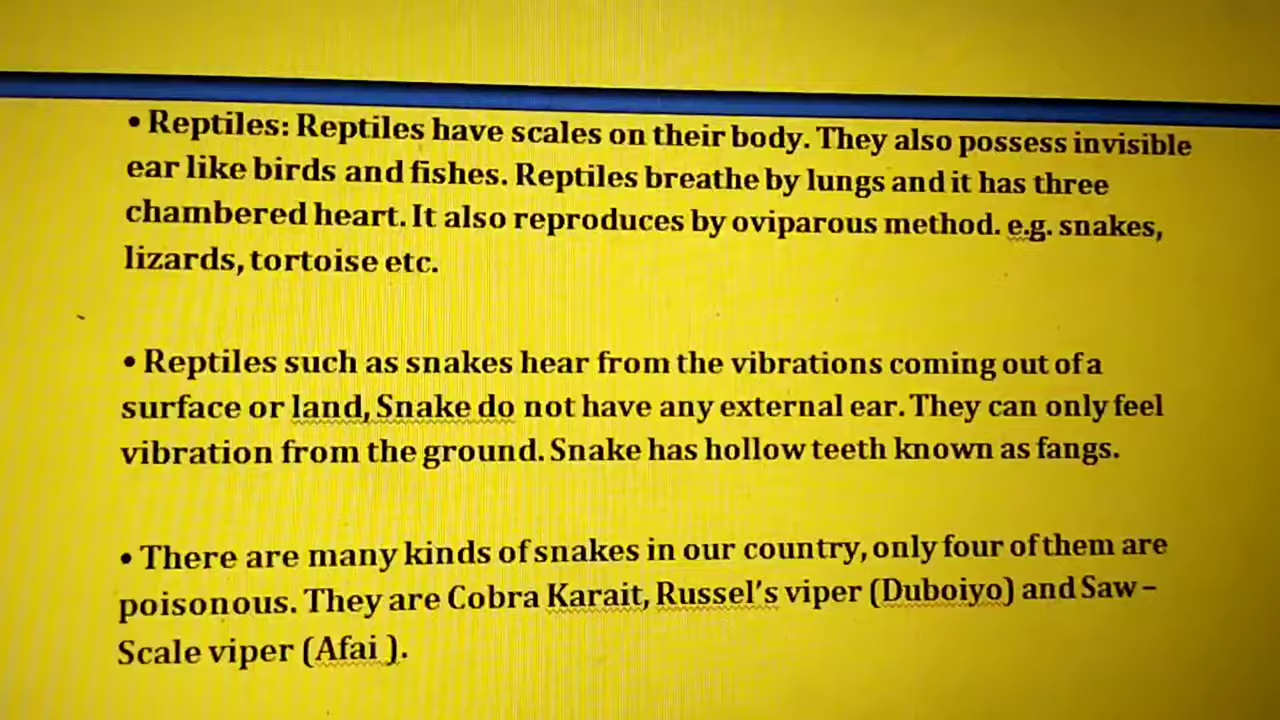 • Reptiles: Reptiles have scales on their body. They also possess invisible
ear like birds and fishes. Reptiles breathe by lungs and it has three
chambered heart. It also reproduces by oviparous method. e.g. snakes,
lizards, tortoise etc.
• Reptiles such as snakes hear from the vibrations coming out of a
surface or land, Snake do not have any external ear. They can only feel
vibration from the ground. Snake has hollow teeth known as fangs.
• There are many kinds of snakes in our country, only four of them are
poisonous. They are Cobra Karait, Russel's viper (Duboiyo) and Saw –
Scale viper (Afai ).